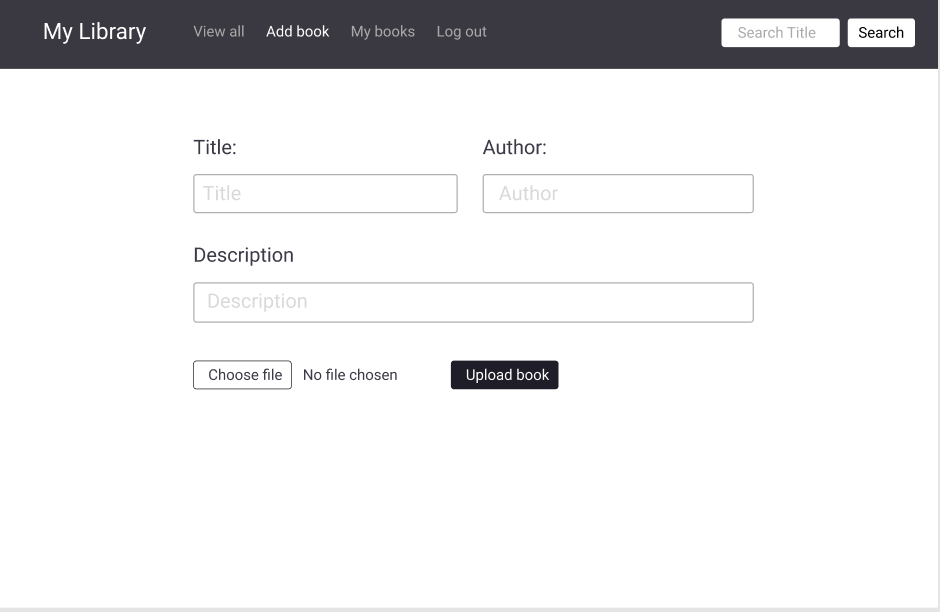 My Library View all Add book My books Log out Search Title Search
Title: Author:
Title Author
Description
Description
Choose file No file chosen Upload book